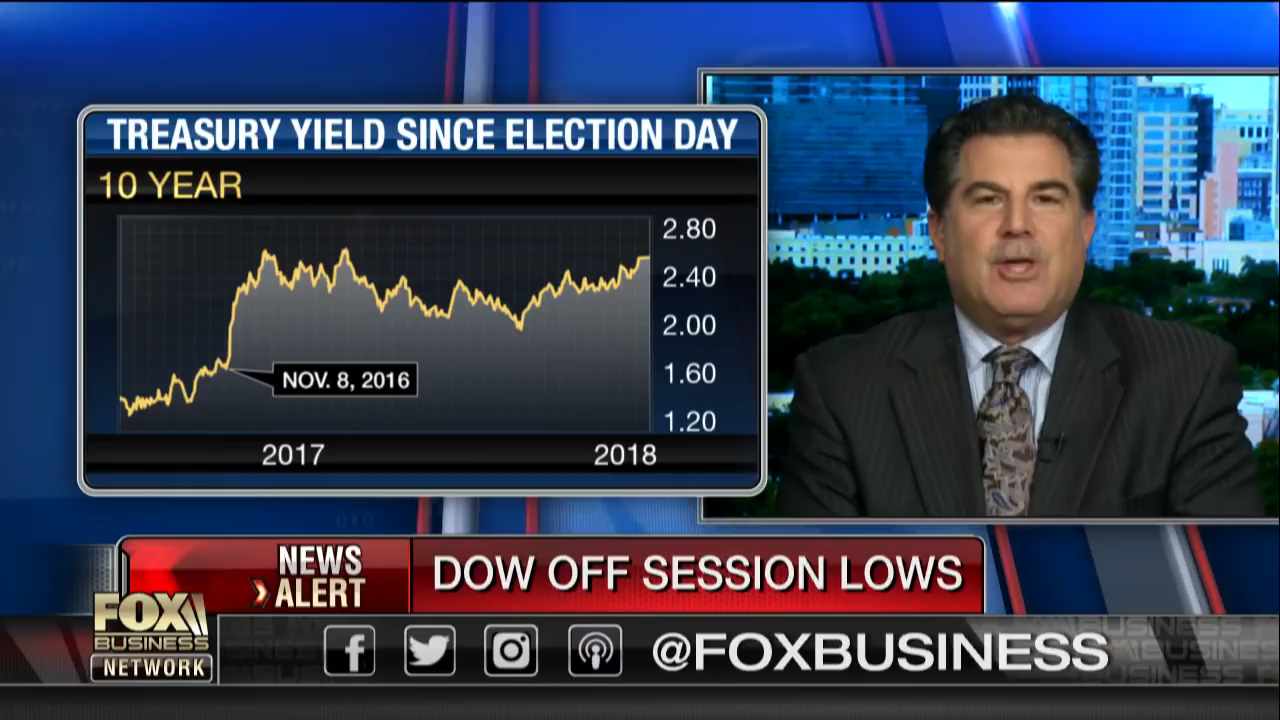 TREASURY YIELD SINCE ELECTION DAY
10 YEAR
2.80
2.40
2.00
1.60
1.20
NOV. 8, 2016
2017
2018
NEWS
ALERT
DOW OFF SESSION LOWS
FOX
BUSINESS
NETWORK
@FOXBUSINESS